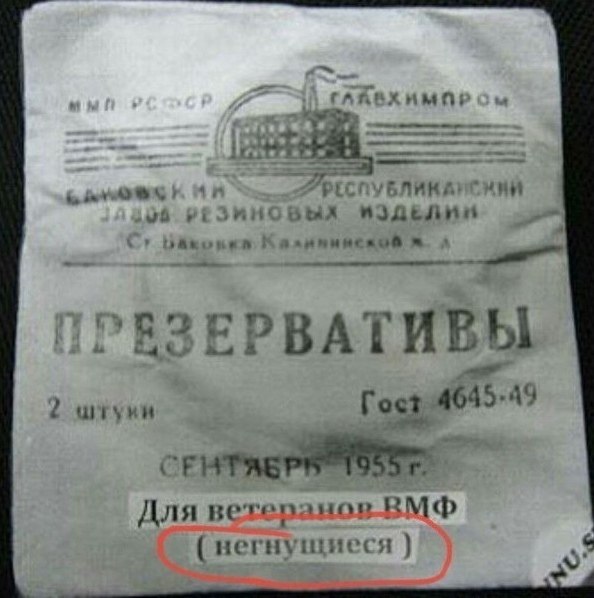 ММП РСФСР ГЛАВХИМПРОМ
БАКОВСКИЙ РЕСПУБЛИКАНСКИЙ
ЗАВОД РЕЗИНОВЫХ ИЗДЕЛИЙ
Ст. Баковка Калининской ж. д.
ПРЕЗЕРВАТИВЫ
2 штуки Гост 4645-49
СЕНТЯБРЬ 1955 г.
Для ветеранов ВМФ
( негнущиеся )